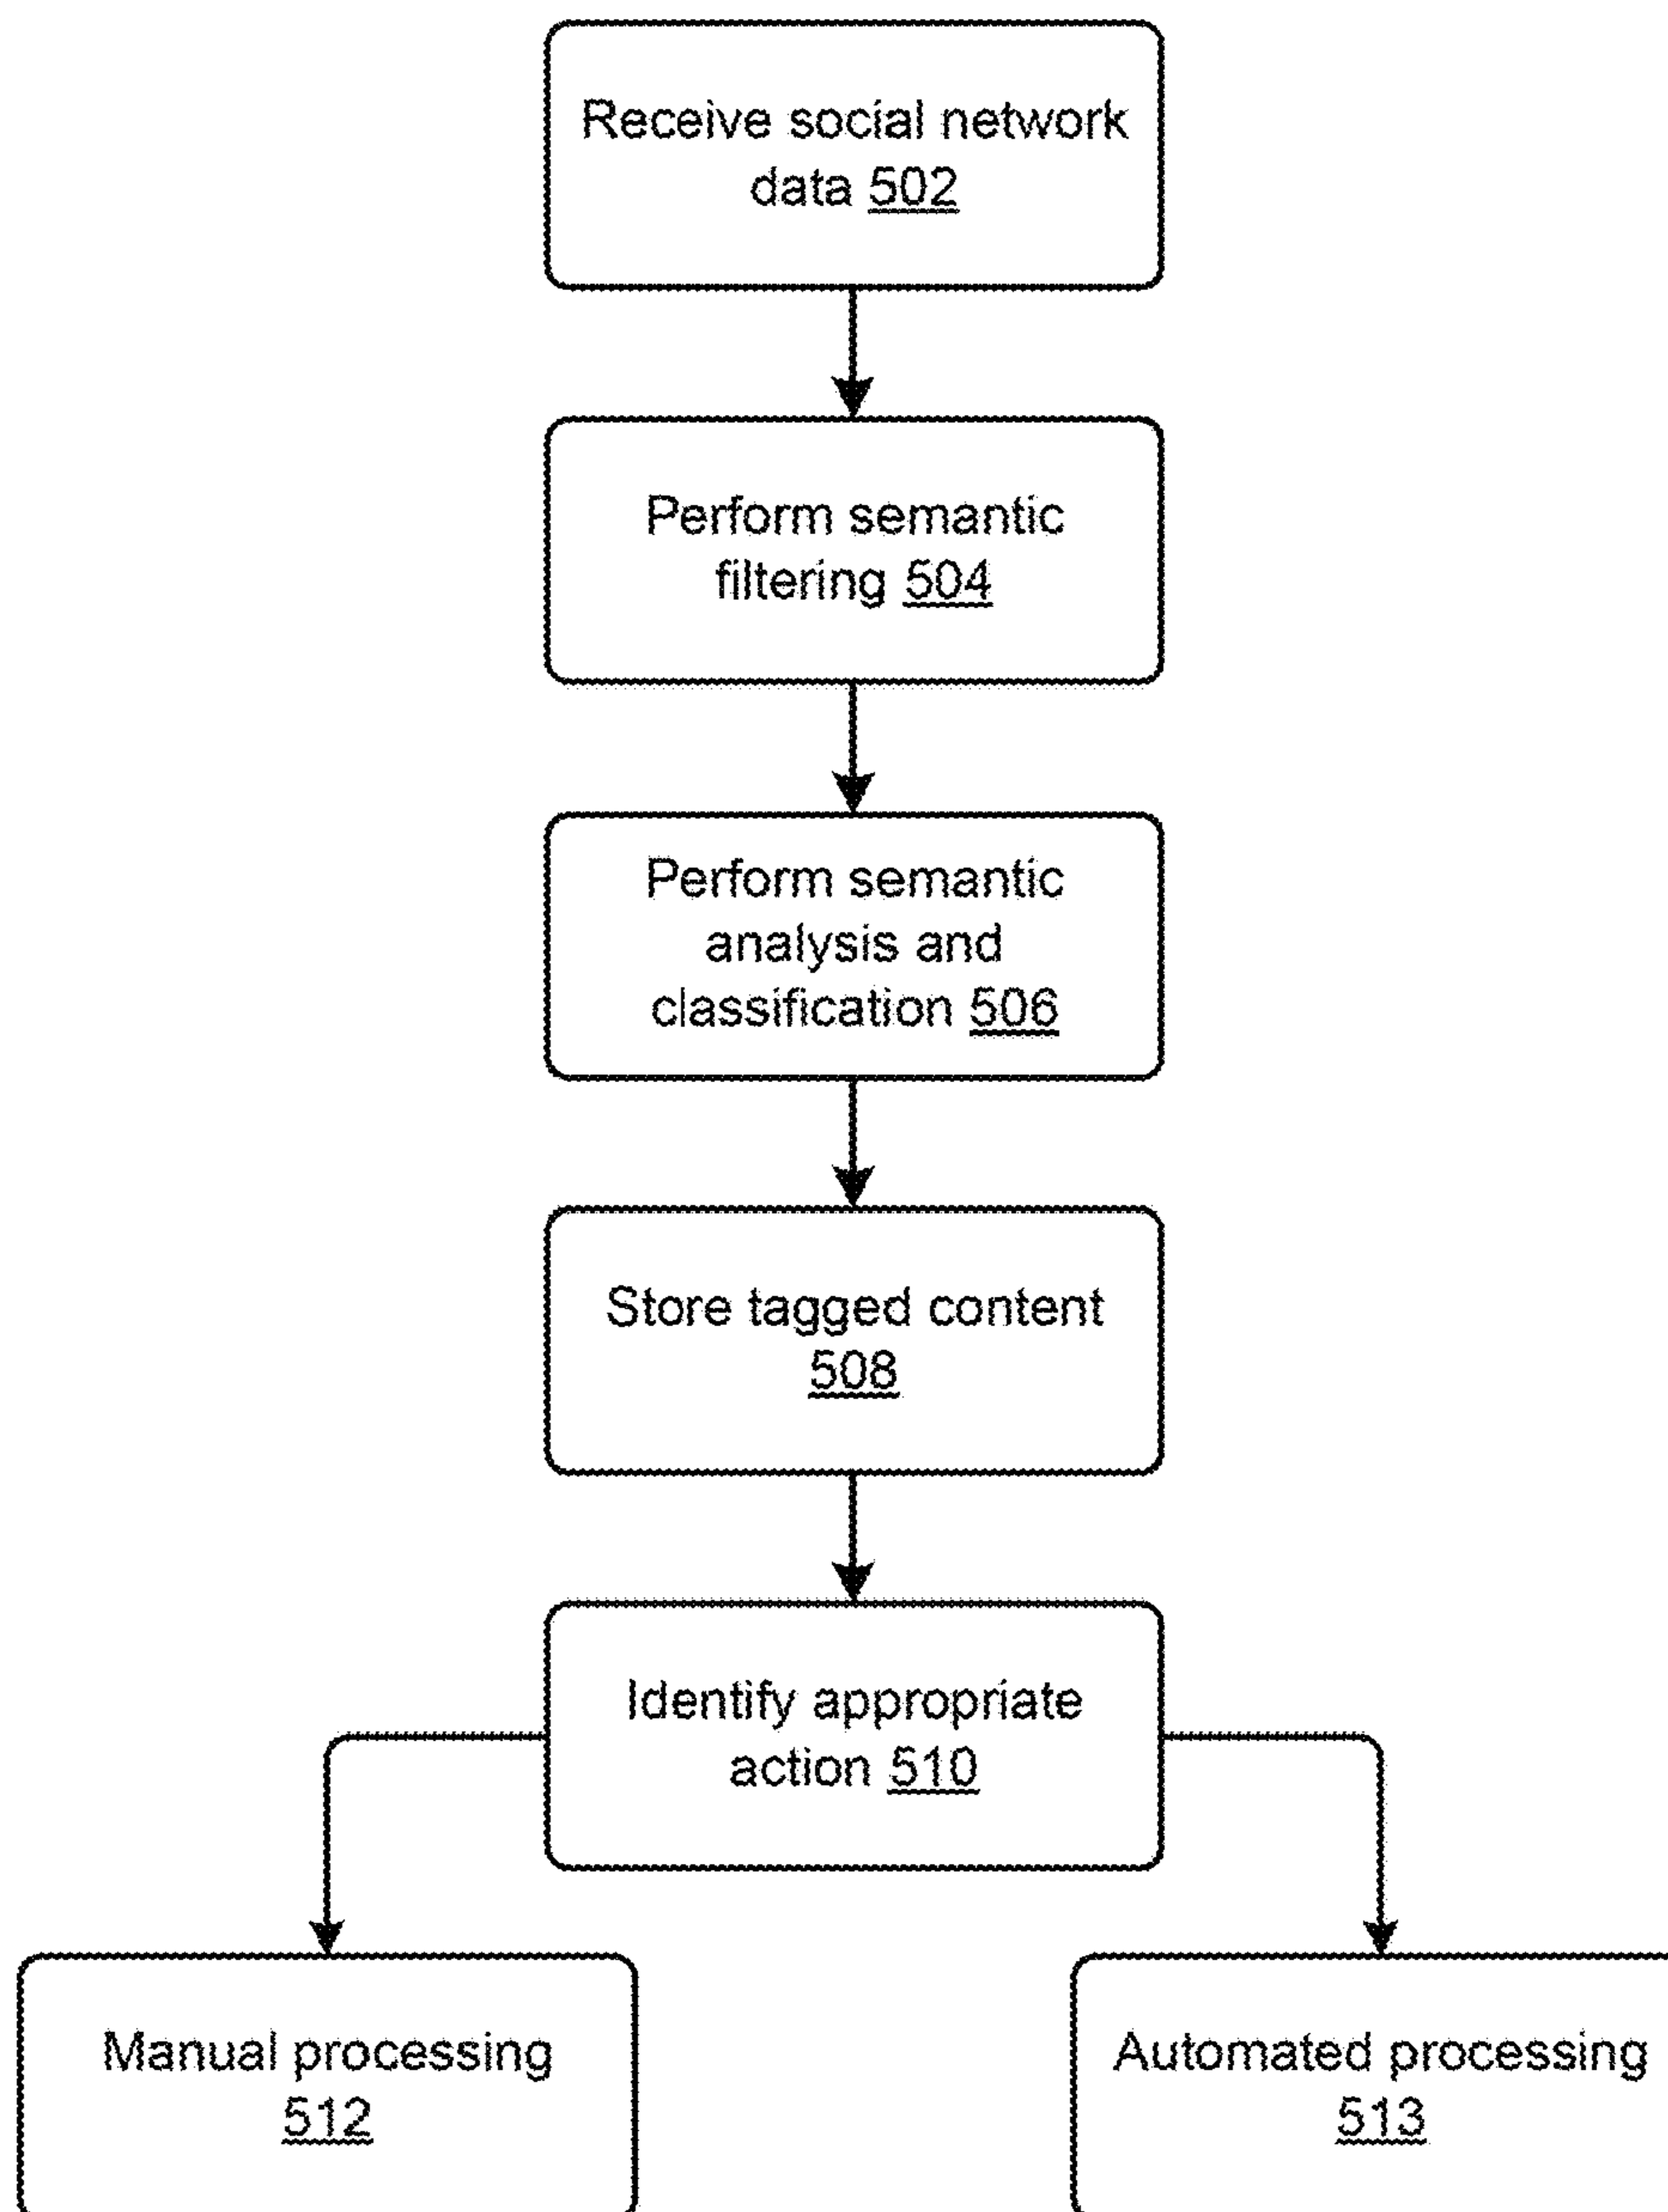 Receive social network
data 502
Perform semantic
filtering 504
Perform semantic
analysis and
classification 506
Store tagged content
508
Identify appropriate
action 510
Manual processing
512
Automated processing
513